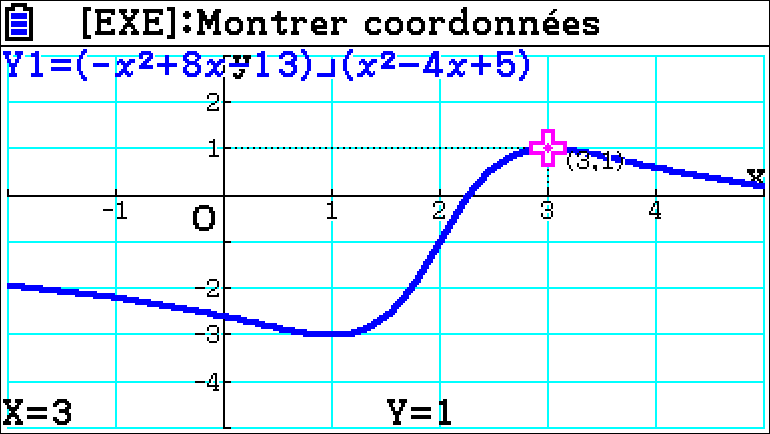 [EXE]:Montrer coordonnées
Y1=(-x²+8x-13)⌟(x²-4x+5)
y
2
1
(3,1)
x
-1
O
1
2
3
4
-2
-3
-4
X=3
Y=1